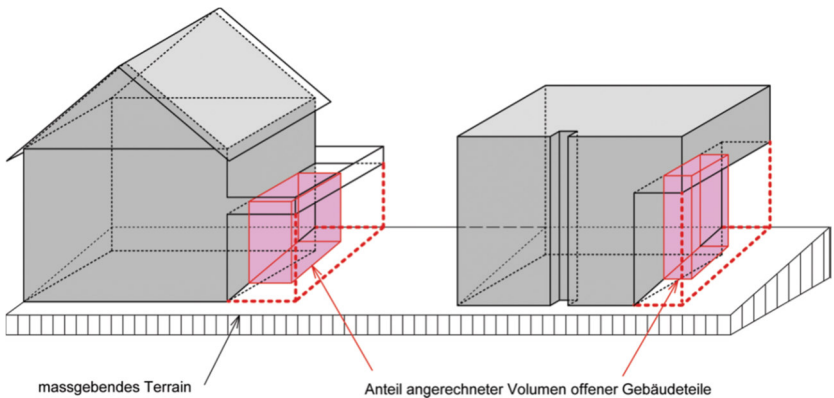 massgebendes Terrain
Anteil angerechneter Volumen offener Gebäudeteile